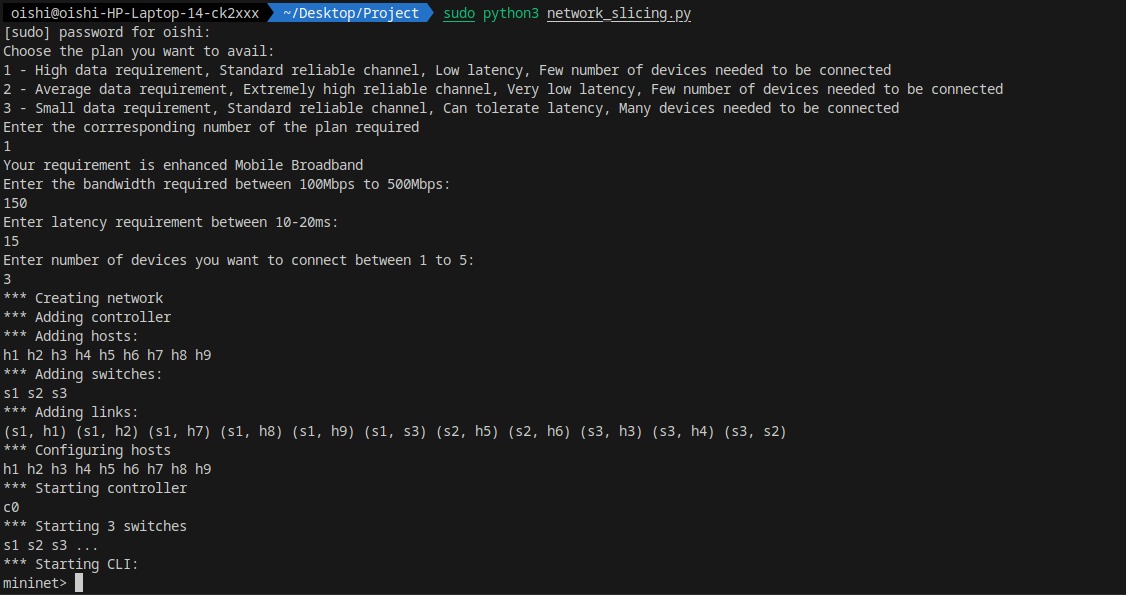 oishi@oishi-HP-Laptop-14-ck2xxx ~/Desktop/Project sudo python3 network_slicing.py
[sudo] password for oishi:
Choose the plan you want to avail:
1 - High data requirement, Standard reliable channel, Low latency, Few number of devices needed to be connected
2 - Average data requirement, Extremely high reliable channel, Very low latency, Few number of devices needed to be connected
3 - Small data requirement, Standard reliable channel, Can tolerate latency, Many devices needed to be connected
Enter the corrresponding number of the plan required
1
Your requirement is enhanced Mobile Broadband
Enter the bandwidth required between 100Mbps to 500Mbps:
150
Enter latency requirement between 10-20ms:
15
Enter number of devices you want to connect between 1 to 5:
3
*** Creating network
*** Adding controller
*** Adding hosts:
h1 h2 h3 h4 h5 h6 h7 h8 h9
*** Adding switches:
s1 s2 s3
*** Adding links:
(s1, h1) (s1, h2) (s1, h7) (s1, h8) (s1, h9) (s1, s3) (s2, h5) (s2, h6) (s3, h3) (s3, h4) (s3, s2)
*** Configuring hosts
h1 h2 h3 h4 h5 h6 h7 h8 h9
*** Starting controller
c0
*** Starting 3 switches
s1 s2 s3 ...
*** Starting CLI:
mininet>